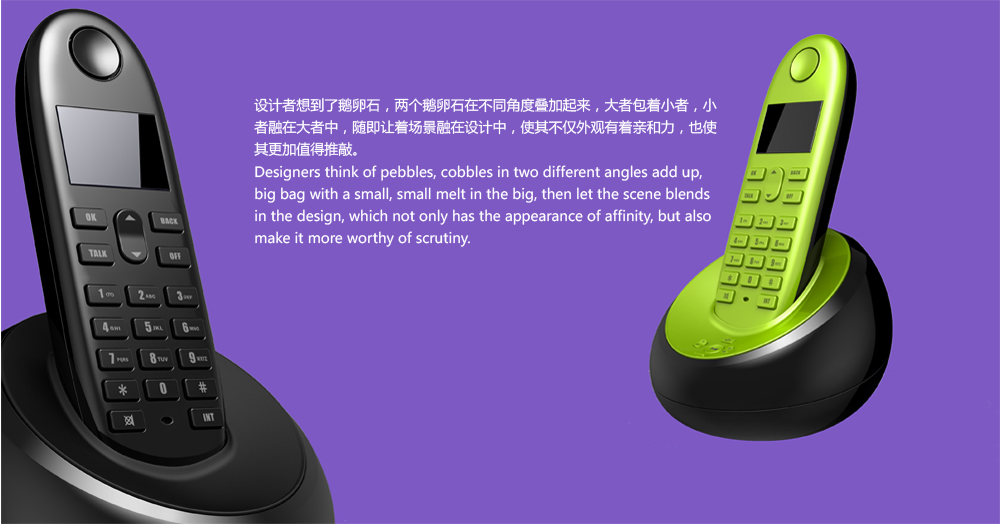 设计者想到了鹅卵石，两个鹅卵石在不同角度叠加起来，大者包着小者，小
者融在大者中，随即让着场景融在设计中，使其不仅外观有着亲和力，也使
其更加值得推敲。
Designers think of pebbles, cobbles in two different angles add up,
big bag with a small, small melt in the big, then let the scene blends
in the design, which not only has the appearance of affinity, but also
make it more worthy of scrutiny.
OK BACK
TALK OFF
1 2 ABC 3 DEF
4 GHI 5 JKL 6 MNO
7 PQRS 8 TUV 9 WXYZ
* 0 #
INT
OK BACK
TALK OFF
1 2 3
4 5 6
7 8 9
* 0 #
INT